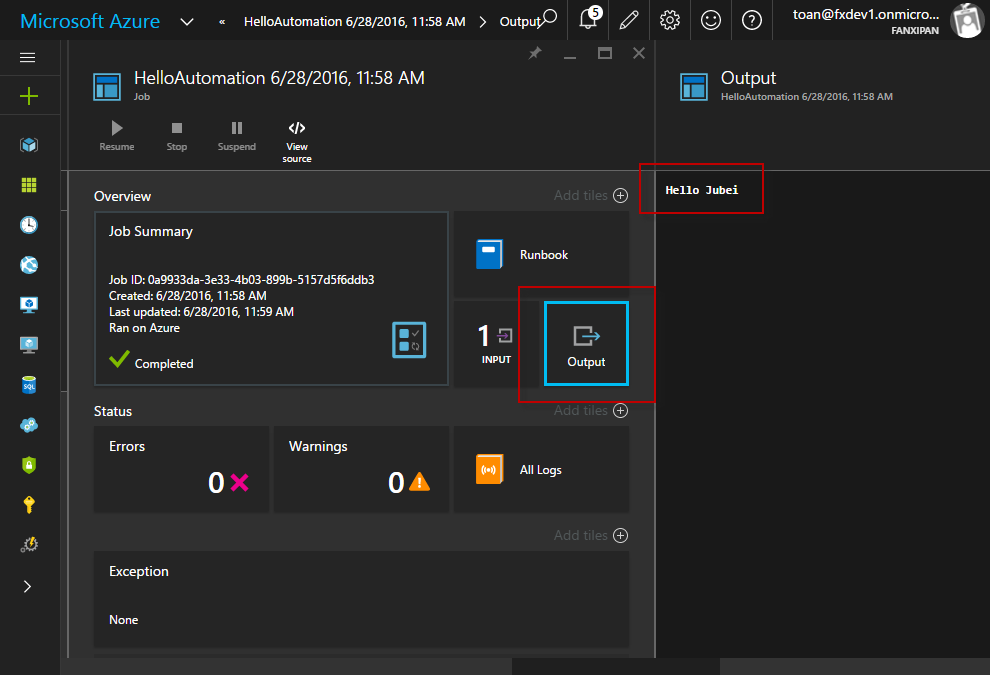 Microsoft Azure
« HelloAutomation 6/28/2016, 11:58 AM > Output
5
toan@fxdev1.onmicro...
FANXIPAN
HelloAutomation 6/28/2016, 11:58 AM
Job
Resume
Stop
Suspend
View
source
Output
HelloAutomation 6/28/2016, 11:58 AM
Hello Jubei
Overview
Add tiles
Job Summary
Job ID: 0a9933da-3e33-4b03-899b-5157d5f6ddb3
Created: 6/28/2016, 11:58 AM
Last updated: 6/28/2016, 11:59 AM
Ran on Azure
Completed
Runbook
1
INPUT
Output
Status
Add tiles
Errors
0
Warnings
0
All Logs
Add tiles
Exception
None
SQL